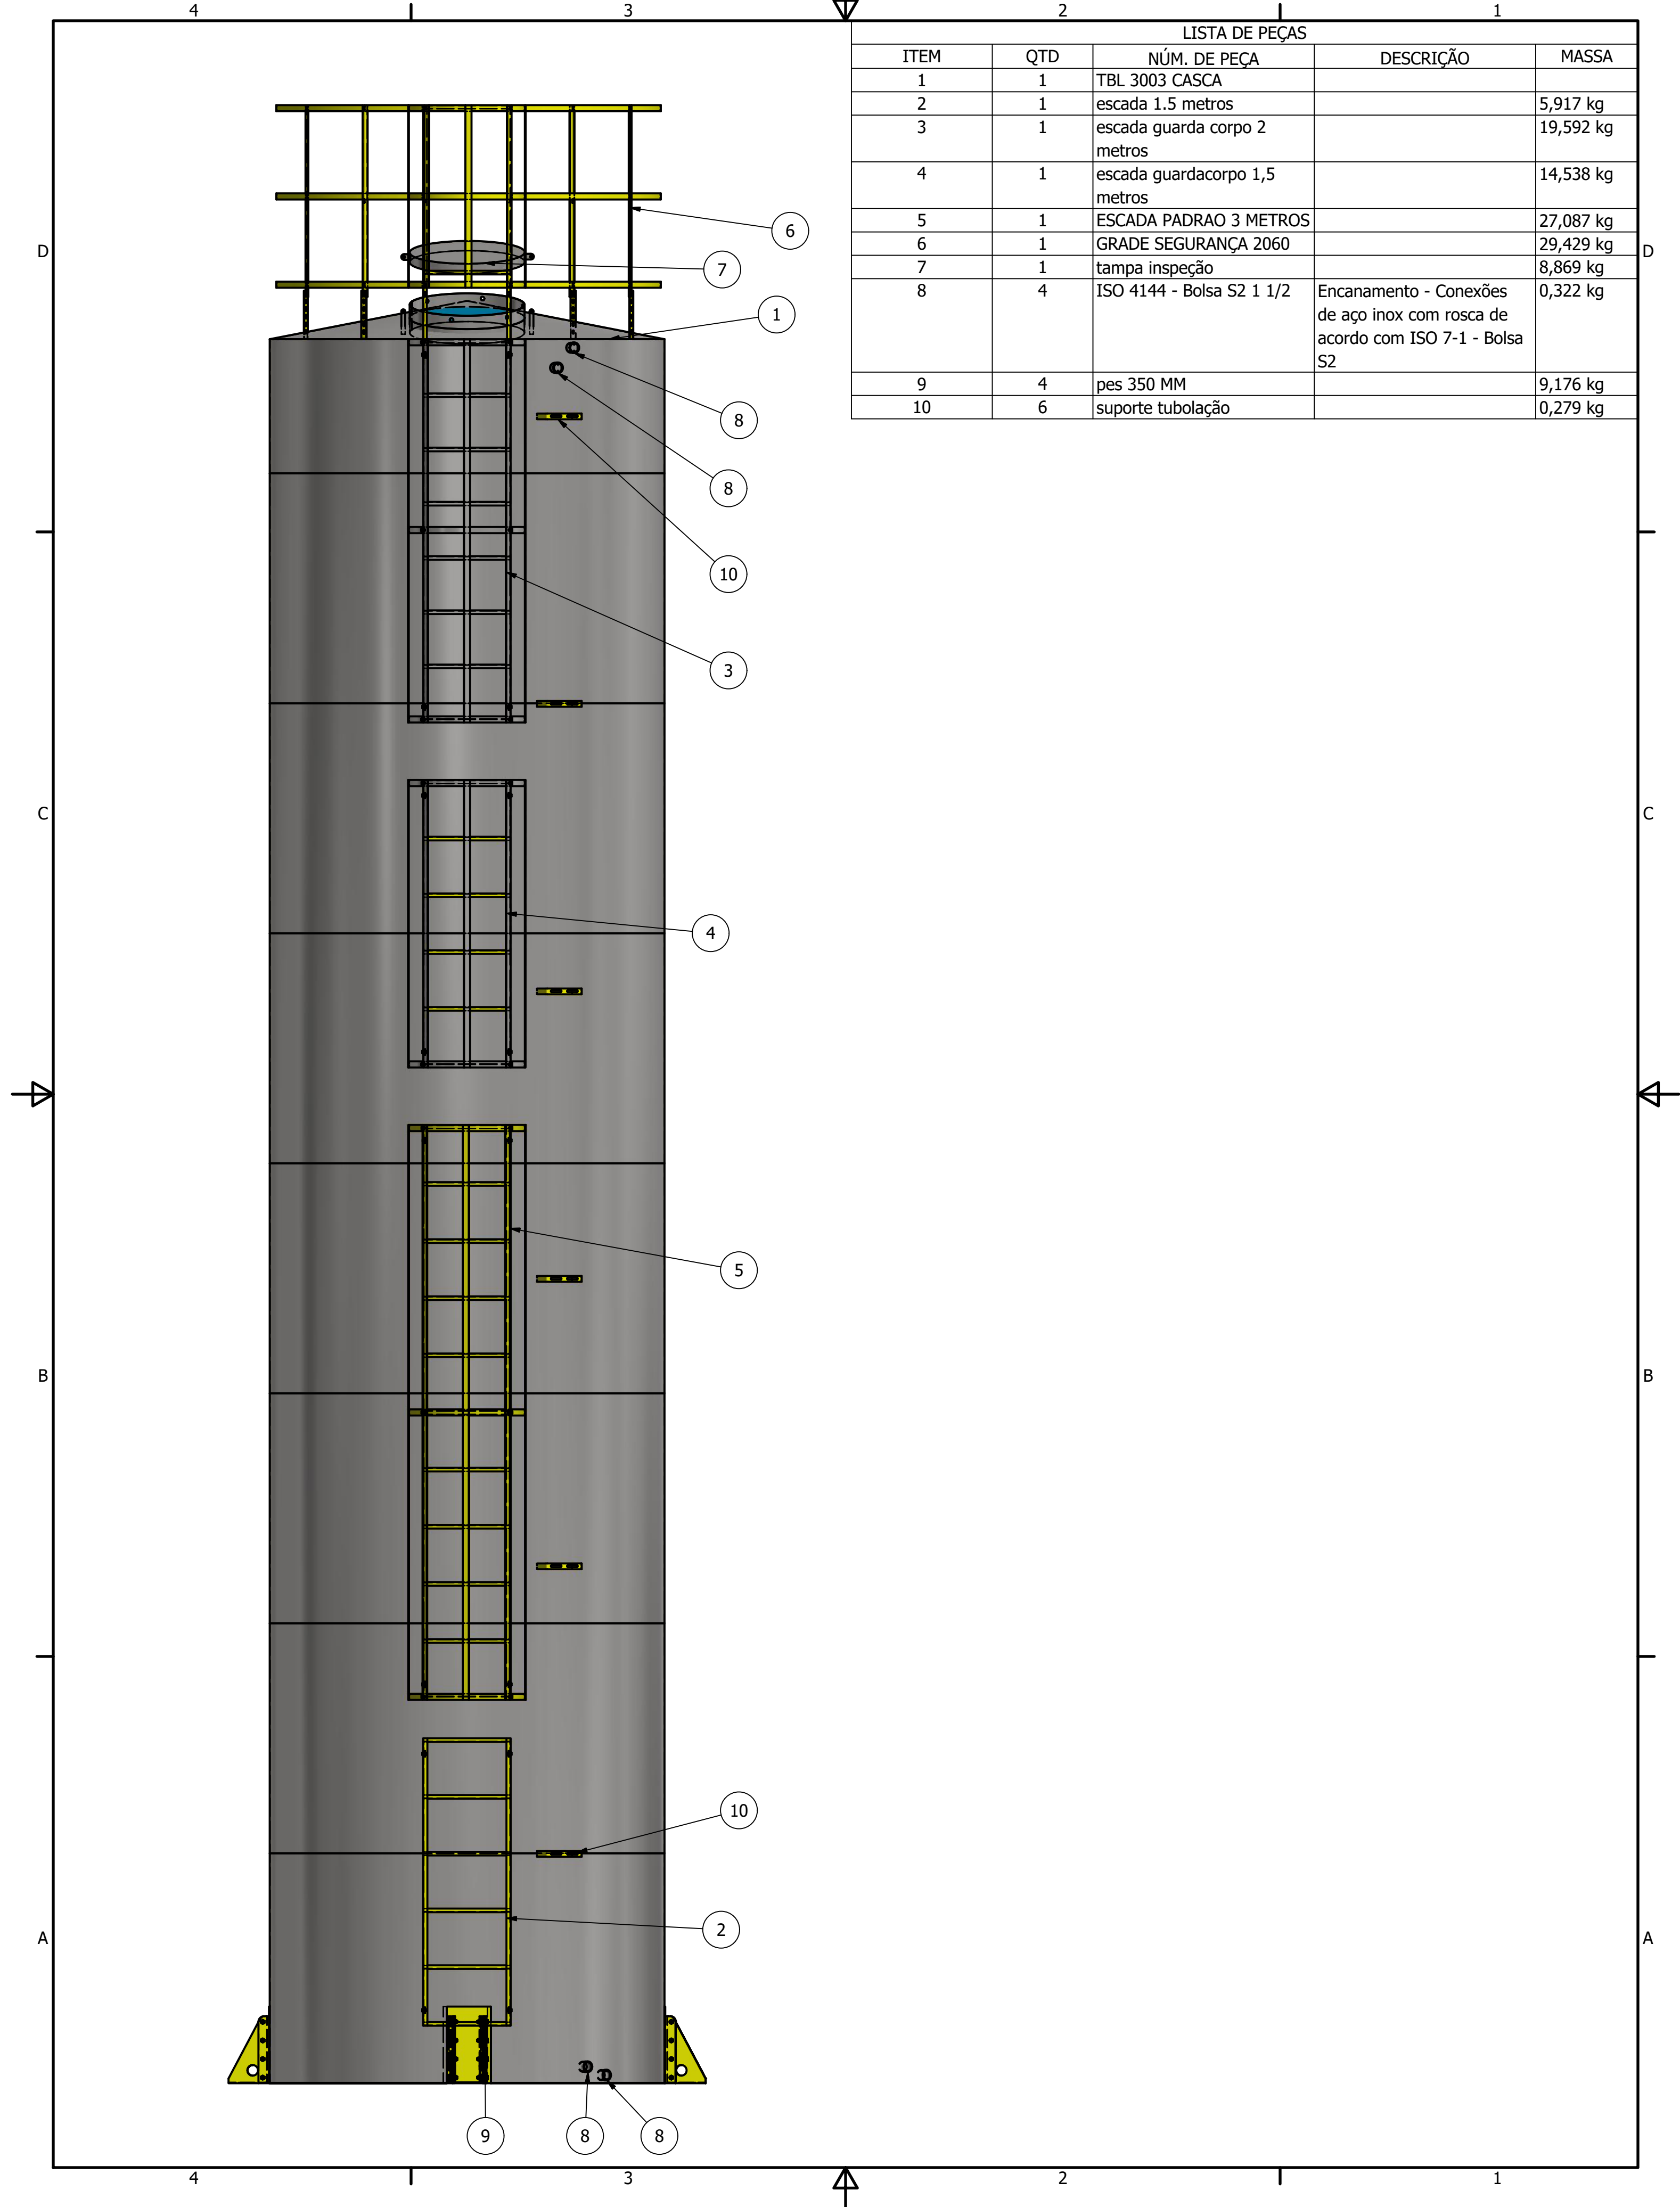 4 3 2 1
LISTA DE PEÇAS
ITEM QTD NÚM. DE PEÇA DESCRIÇÃO MASSA
1 1 TBL 3003 CASCA
2 1 escada 1.5 metros 5,917 kg
3 1 escada guarda corpo 2 19,592 kg
metros
4 1 escada guardacorpo 1,5 14,538 kg
metros
5 1 ESCADA PADRAO 3 METROS 27,087 kg
6 1 GRADE SEGURANÇA 2060 29,429 kg
7 1 tampa inspeção 8,869 kg
8 4 ISO 4144 - Bolsa S2 1 1/2 Encanamento - Conexões 0,322 kg
de aço inox com rosca de
acordo com ISO 7-1 - Bolsa
S2
9 4 pes 350 MM 9,176 kg
10 6 suporte tubolação 0,279 kg
6
D D
7
1
8
8
10
3
C C
4
5
B B
10
2
A A
9 8 8
4 3 2 1